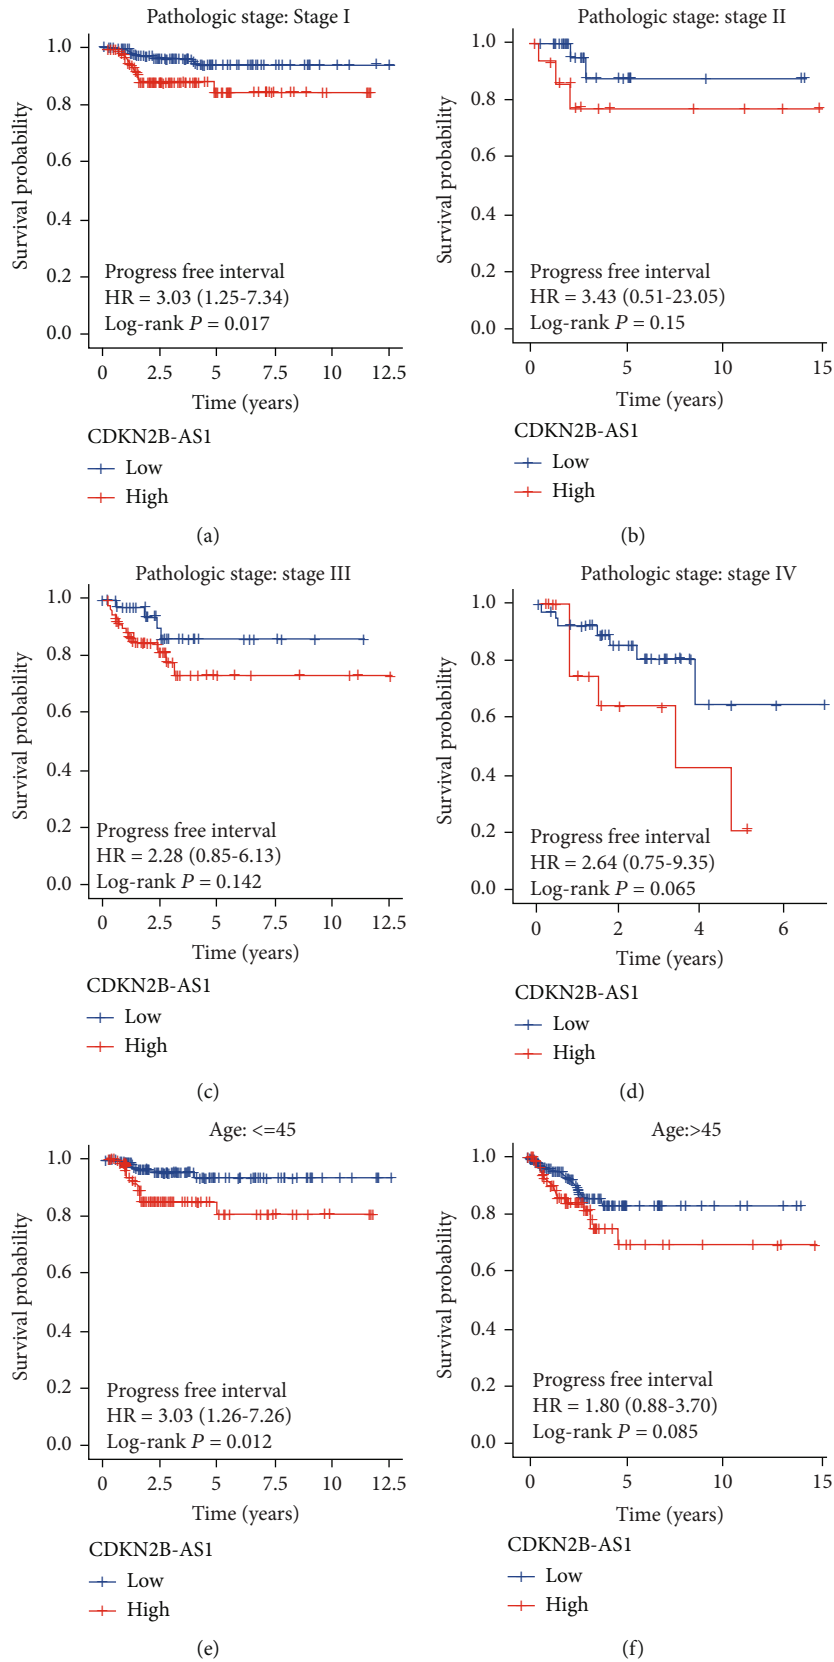 Pathologic stage: Stage I
1.0
0.8
0.6
0.4
0.2
0.0
Survival probability
Progress free interval
HR = 3.03 (1.25-7.34)
Log-rank P = 0.017
0 2.5 5 7.5 10 12.5
Time (years)
CDKN2B-AS1
Low
High
(a)
Pathologic stage: stage II
1.0
0.8
0.6
0.4
0.2
0.0
Survival probability
Progress free interval
HR = 3.43 (0.51-23.05)
Log-rank P = 0.15
0 5 10 15
Time (years)
CDKN2B-AS1
Low
High
(b)
Pathologic stage: stage III
1.0
0.8
0.6
0.4
0.2
0.0
Survival probability
Progress free interval
HR = 2.28 (0.85-6.13)
Log-rank P = 0.142
0 2.5 5 7.5 10 12.5
Time (years)
CDKN2B-AS1
Low
High
(c)
Pathologic stage: stage IV
1.0
0.8
0.6
0.4
0.2
0.0
Survival probability
Progress free interval
HR = 2.64 (0.75-9.35)
Log-rank P = 0.065
0 2 4 6
Time (years)
CDKN2B-AS1
Low
High
(d)
Age: <=45
1.0
0.8
0.6
0.4
0.2
0.0
Survival probability
Progress free interval
HR = 3.03 (1.26-7.26)
Log-rank P = 0.012
0 2.5 5 7.5 10 12.5
Time (years)
CDKN2B-AS1
Low
High
(e)
Age:>45
1.0
0.8
0.6
0.4
0.2
0.0
Survival probability
Progress free interval
HR = 1.80 (0.88-3.70)
Log-rank P = 0.085
0 5 10 15
Time (years)
CDKN2B-AS1
Low
High
(f)